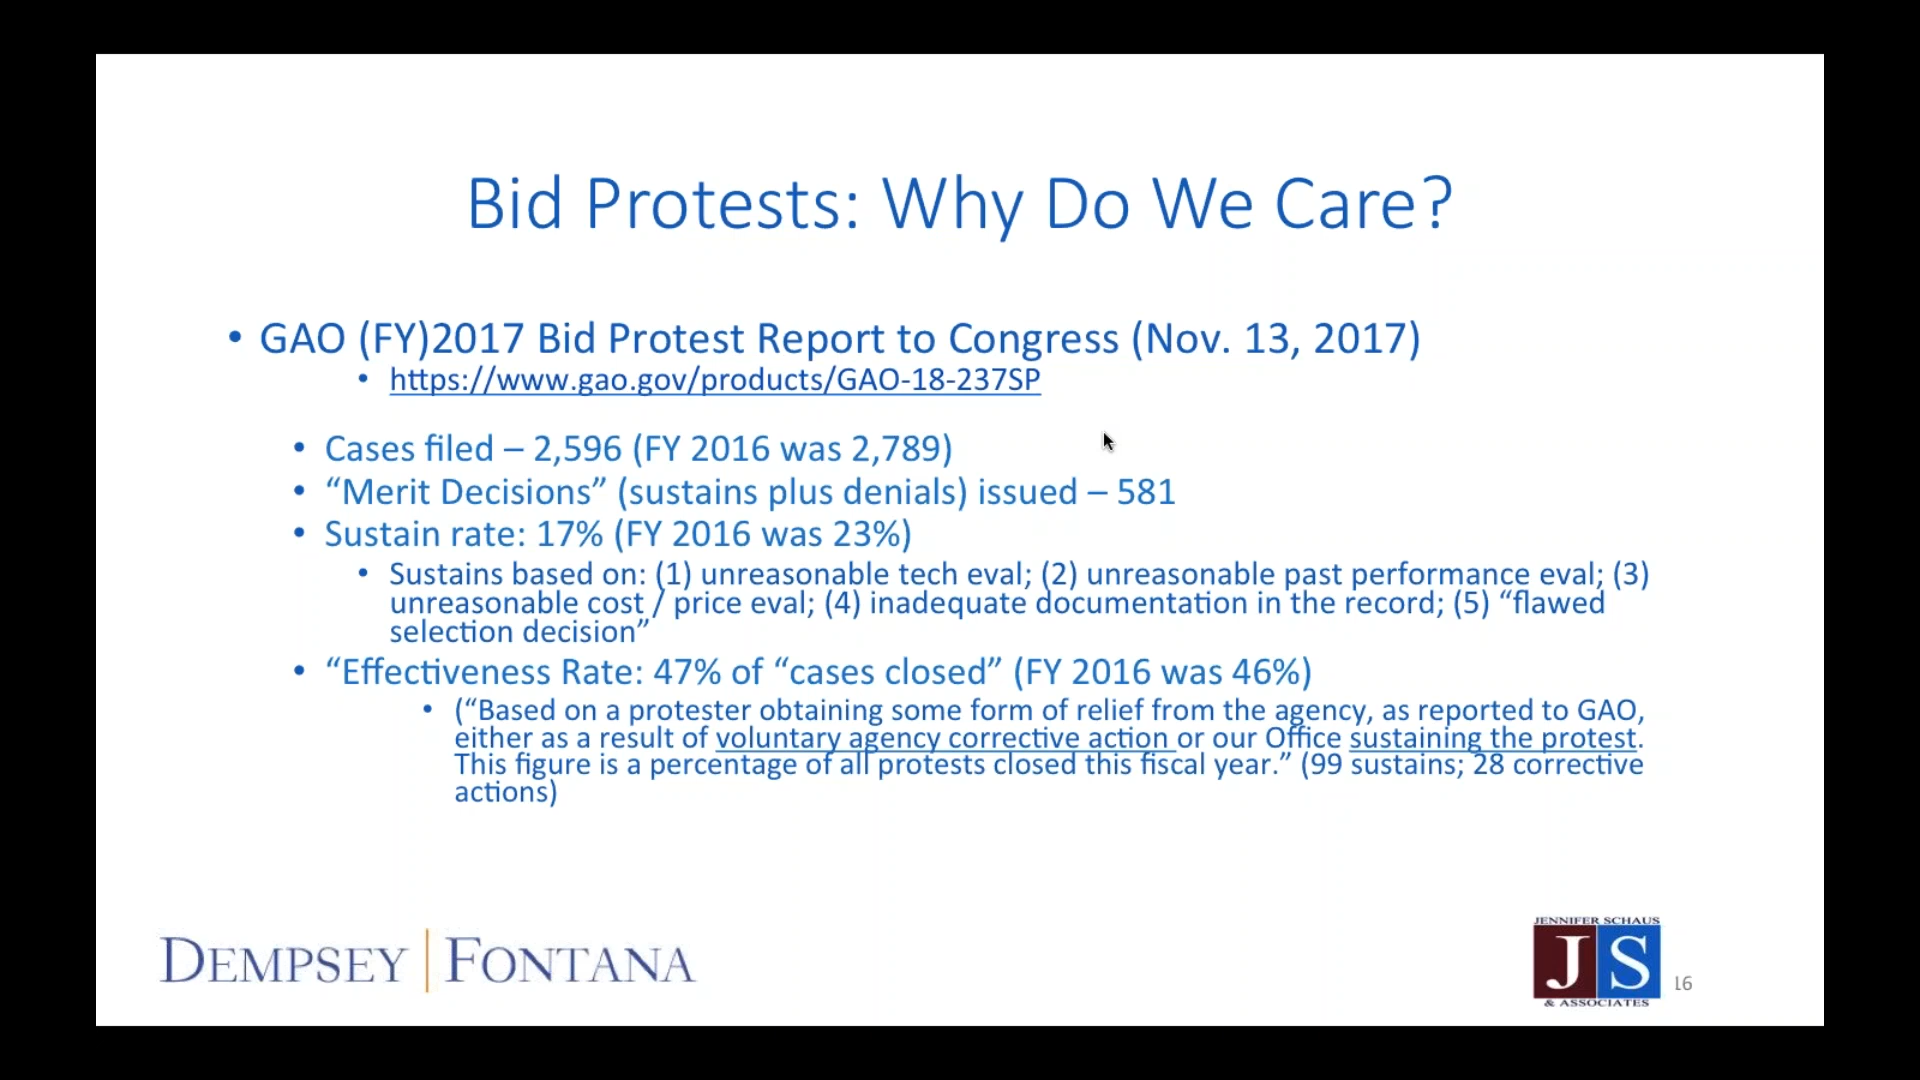 Bid Protests: Why Do We Care?
• GAO (FY)2017 Bid Protest Report to Congress (Nov. 13, 2017)
• https://www.gao.gov/products/GAO-18-237SP
• Cases filed – 2,596 (FY 2016 was 2,789)
• “Merit Decisions” (sustains plus denials) issued – 581
• Sustain rate: 17% (FY 2016 was 23%)
• Sustains based on: (1) unreasonable tech eval; (2) unreasonable past performance eval; (3)
unreasonable cost / price eval; (4) inadequate documentation in the record; (5) “flawed
selection decision”
• “Effectiveness Rate: 47% of “cases closed” (FY 2016 was 46%)
• (“Based on a protester obtaining some form of relief from the agency, as reported to GAO,
either as a result of voluntary agency corrective action or our Office sustaining the protest.
This figure is a percentage of all protests closed this fiscal year.” (99 sustains; 28 corrective
actions)
DEMPSEY | FONTANA
JENNIFER SCHAUS
JS
& ASSOCIATES
16